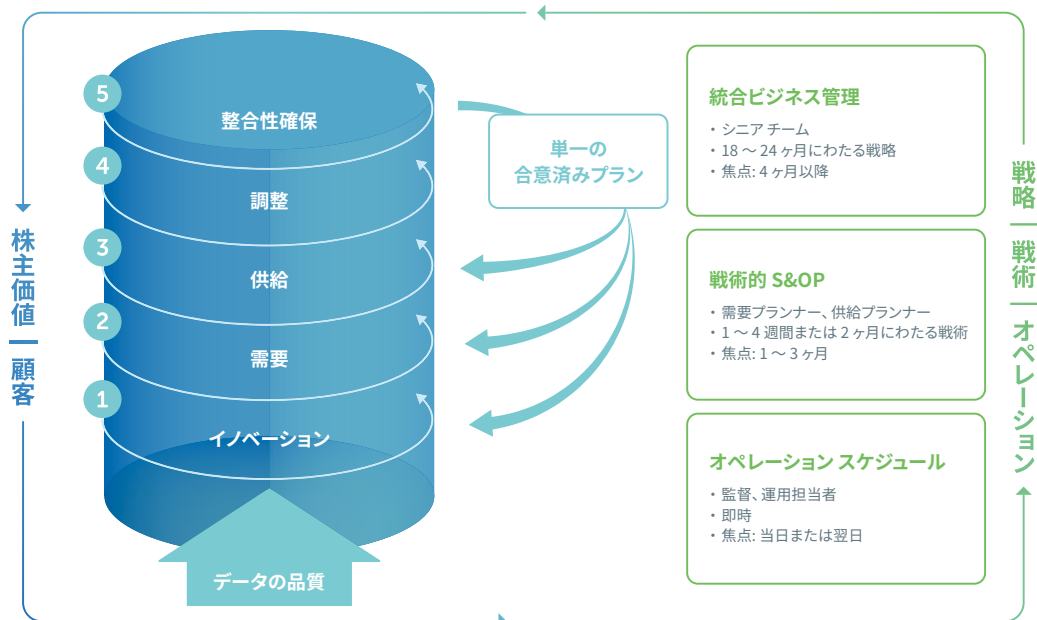 株主価値 | 顧客
5
整合性確保
4
調整
3
供給
2
需要
1
イノベーション
データの品質
単一の
合意済みプラン
統合ビジネス管理
・シニア チーム
・18 ~ 24 ヶ月にわたる戦略
・焦点: 4 ヶ月以降
戦術的 S&OP
・需要プランナー、供給プランナー
・1 ~ 4 週間または 2 ヶ月にわたる戦術
・焦点: 1 ~ 3 ヶ月
オペレーション スケジュール
・監督、運用担当者
・即時
・焦点: 当日または翌日
戦略 | 戦術 | オペレーション